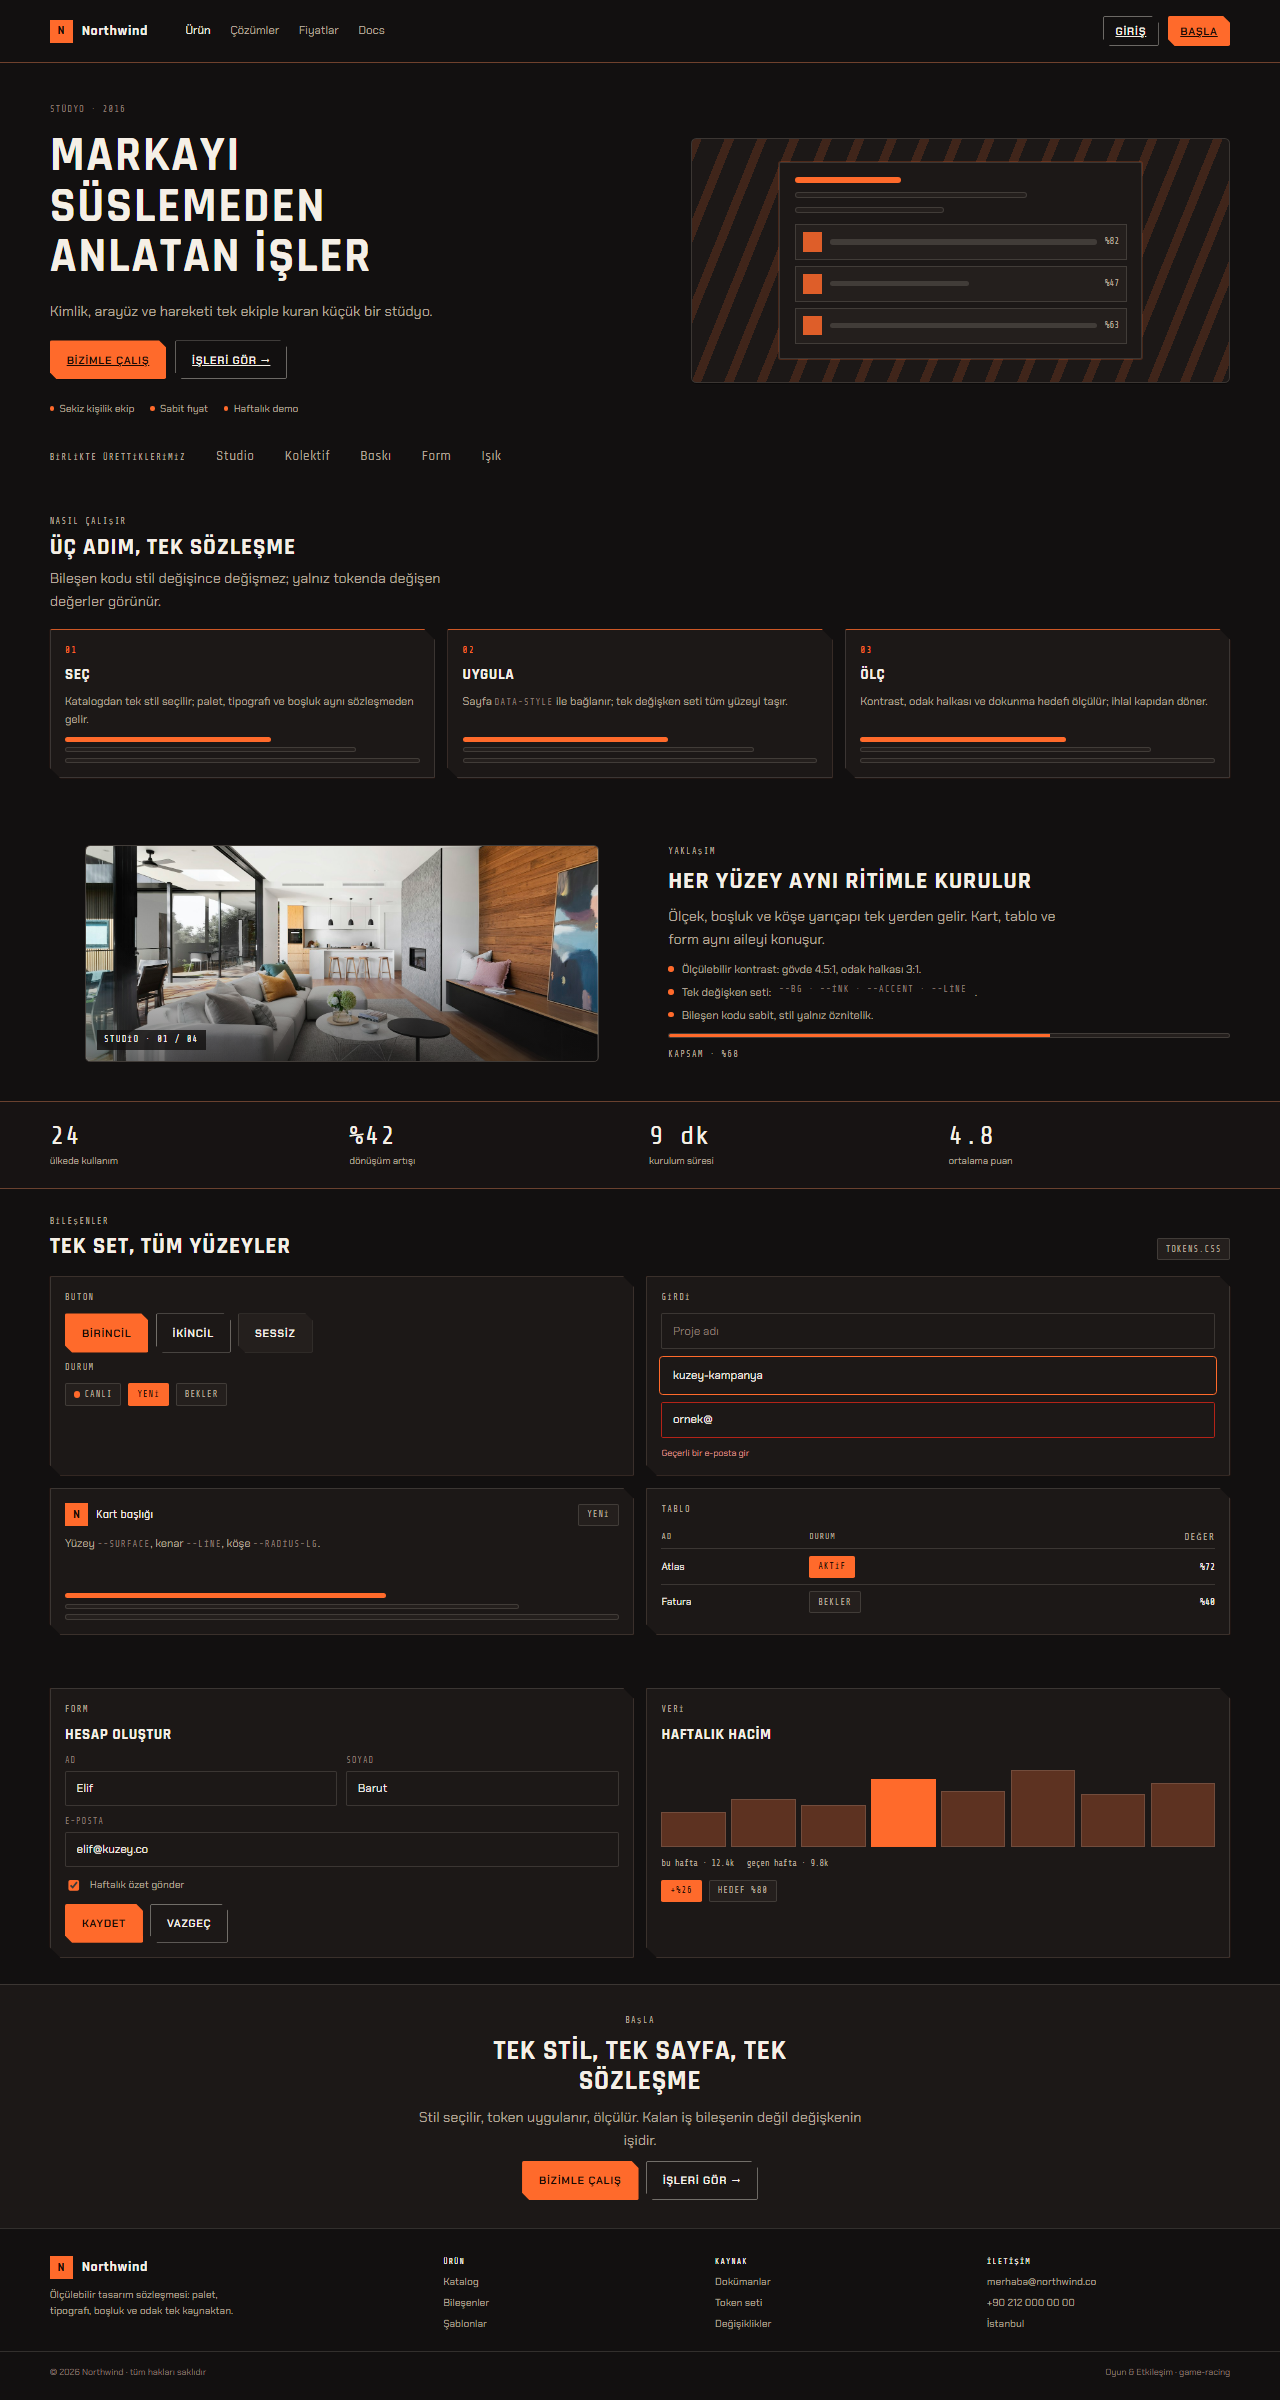 N Northwind Ürün Çözümler Fiyatlar Docs GİRİŞ BAŞLA
STÜDYO · 2016
MARKAYI
SÜSLEMEDEN
ANLATAN İŞLER
Kimlik, arayüz ve hareketi tek ekiple kuran küçük bir stüdyo.
BİZİMLE ÇALIŞ İŞLERİ GÖR →
Sekiz kişilik ekip Sabit fiyat Haftalık demo
%82
%47
%63
BİRLİKTE ÜRETTİKLERİMİZ Studio Kolektif Baskı Form Işık
NASIL ÇALIŞIR
ÜÇ ADIM, TEK SÖZLEŞME
Bileşen kodu stil değişince değişmez; yalnız tokenda değişen
değerler görünür.
01
SEÇ
Katalogdan tek stil seçilir; palet, tipografi ve boşluk aynı sözleşmeden
gelir.
02
UYGULA
Sayfa DATA-STYLE ile bağlanır; tek değişken seti tüm yüzeyi taşır.
03
ÖLÇ
Kontrast, odak halkası ve dokunma hedefi ölçülür; ihlal kapıdan döner.
STUDİO · 01 / 04
YAKLAŞIM
HER YÜZEY AYNI RİTİMLE KURULUR
Ölçek, boşluk ve köşe yarıçapı tek yerden gelir. Kart, tablo ve
form aynı aileyi konuşur.
Ölçülebilir kontrast: gövde 4.5:1, odak halkası 3:1.
Tek değişken seti: --BG · --İNK · --ACCENT · --LİNE .
Bileşen kodu sabit, stil yalnız öznitelik.
KAPSAM · %68
24
ülkede kullanım
%42
dönüşüm artışı
9 dk
kurulum süresi
4.8
ortalama puan
BİLEŞENLER
TEK SET, TÜM YÜZEYLER
TOKENS.CSS
BUTON
BİRİNCİL İKİNCİL SESSİZ
DURUM
CANLI YENİ BEKLER
GİRDİ
Proje adı
kuzey-kampanya
ornek@
Geçerli bir e-posta gir
N Kart başlığı YENİ
Yüzey --SURFACE, kenar --LİNE, köşe --RADİUS-LG.
TABLO
AD DURUM DEĞER
Atlas AKTİF %72
Fatura BEKLER %40
FORM
HESAP OLUŞTUR
AD SOYAD
Elif Barut
E-POSTA
elif@kuzey.co
Haftalık özet gönder
KAYDET VAZGEÇ
VERİ
HAFTALIK HACİM
bu hafta · 12.4k geçen hafta · 9.8k
+%26 HEDEF %80
BAŞLA
TEK STİL, TEK SAYFA, TEK
SÖZLEŞME
Stil seçilir, token uygulanır, ölçülür. Kalan iş bileşenin değil değişkenin
işidir.
BİZİMLE ÇALIŞ İŞLERİ GÖR →
N Northwind
Ölçülebilir tasarım sözleşmesi: palet,
tipografi, boşluk ve odak tek kaynaktan.
ÜRÜN
Katalog
Bileşenler
Şablonlar
KAYNAK
Dokümanlar
Token seti
Değişiklikler
İLETİŞİM
merhaba@northwind.co
+90 212 000 00 00
İstanbul
© 2026 Northwind · tüm hakları saklıdır
Oyun & Etkileşim · game-racing